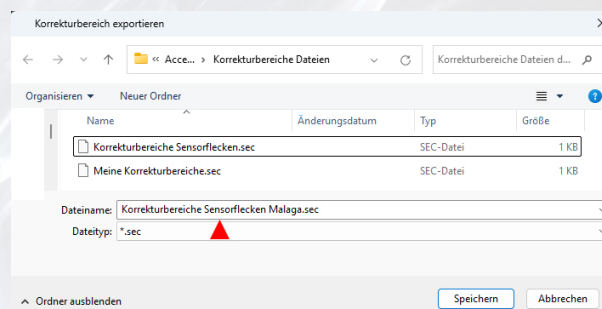 Korrekturbereich exportieren
« Acce... › Korrekturbereiche Dateien
Korrekturbereiche Dateien d...
Organisieren
Neuer Ordner
Name Änderungsdatum Typ Größe
Korrekturbereiche Sensorflecken.sec SEC-Datei 1 KB
Meine Korrekturbereiche.sec SEC-Datei 1 KB
Dateiname: Korrekturbereiche Sensorflecken Malaga.sec
Dateityp: *.sec
Ordner ausblenden
Speichern
Abbrechen